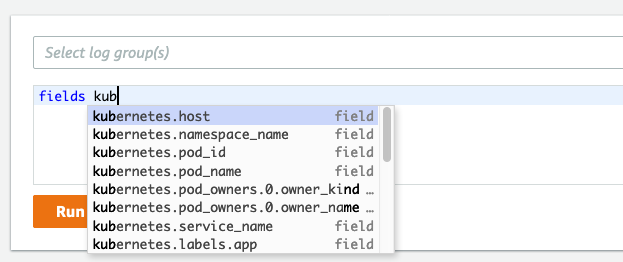 Select log group(s)
fields kub
kubernetes.host field
kubernetes.namespace_name field
kubernetes.pod_id field
kubernetes.pod_name field
kubernetes.pod_owners.0.owner_kind …
kubernetes.pod_owners.0.owner_name …
kubernetes.service_name field
kubernetes.labels.app field
Run